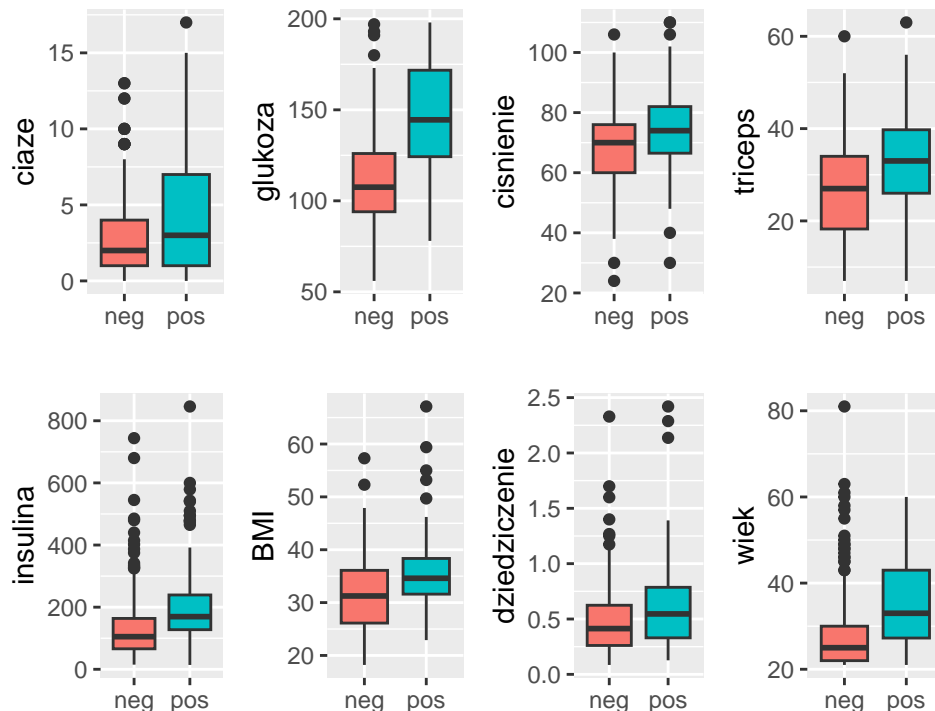 ciaze
15
10
5
0
neg pos
glukoza
200
150
100
50
neg pos
cisnienie
100
80
60
40
20
neg pos
triceps
60
40
20
neg pos
insulina
800
600
400
200
0
neg pos
BMI
60
50
40
30
20
neg pos
dziedziczenie
2.5
2.0
1.5
1.0
0.5
0.0
neg pos
wiek
80
60
40
20
neg pos